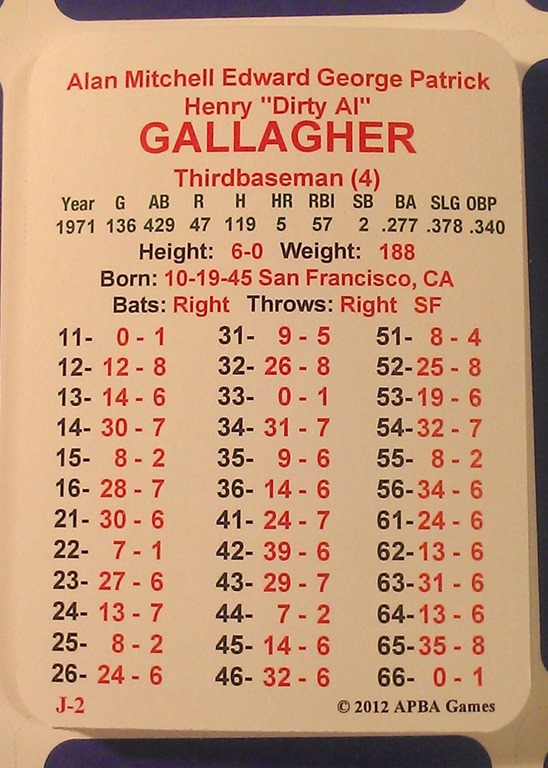 Alan Mitchell Edward George Patrick
Henry "Dirty Al"
GALLAGHER
Thirdbaseman (4)
Year G AB R H HR RBI SB BA SLG OBP
1971 136 429 47 119 5 57 2 .277 .378 .340
Height: 6-0 Weight: 188
Born: 10-19-45 San Francisco, CA
Bats: Right Throws: Right SF
11- 0 - 1 31- 9 - 5 51- 8 - 4
12- 12 - 8 32- 26 - 8 52- 25 - 8
13- 14 - 6 33- 0 - 1 53- 19 - 6
14- 30 - 7 34- 31 - 7 54- 32 - 7
15- 8 - 2 35- 9 - 6 55- 8 - 2
16- 28 - 7 36- 14 - 6 56- 34 - 6
21- 30 - 6 41- 24 - 7 61- 24 - 6
22- 7 - 1 42- 39 - 6 62- 13 - 6
23- 27 - 6 43- 29 - 7 63- 31 - 6
24- 13 - 7 44- 7 - 2 64- 13 - 6
25- 8 - 2 45- 14 - 6 65- 35 - 8
26- 24 - 6 46- 32 - 6 66- 0 - 1
J-2 © 2012 APBA Games